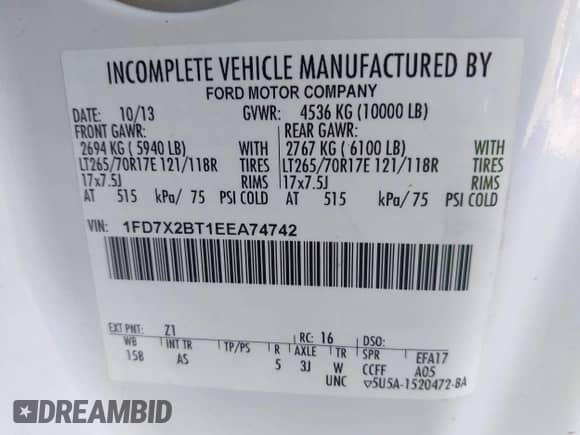 INCOMPLETE VEHICLE MANUFACTURED BY
FORD MOTOR COMPANY
DATE: 10/13 GVWR: 4536 KG (10000 LB)
FRONT GAWR: REAR GAWR:
2694 KG ( 5940 LB) WITH 2767 KG ( 6100 LB) WITH
LT265/70R17E 121/118R TIRES LT265/70R17E 121/118R TIRES
17x7.5J RIMS 17x7.5J RIMS
AT 515 kPa/ 75 PSI COLD AT 515 kPa/ 75 PSI COLD
VIN: 1FD7X2BT1EEA74742
EXT PNT: Z1 RC: 16 DSO:
WB INT TR TP/PS R AXLE TR SPR EFA17
158 AS 5 3J W CCFF A05
UNC ▽5U5A-1520472-BA
DREAMBID